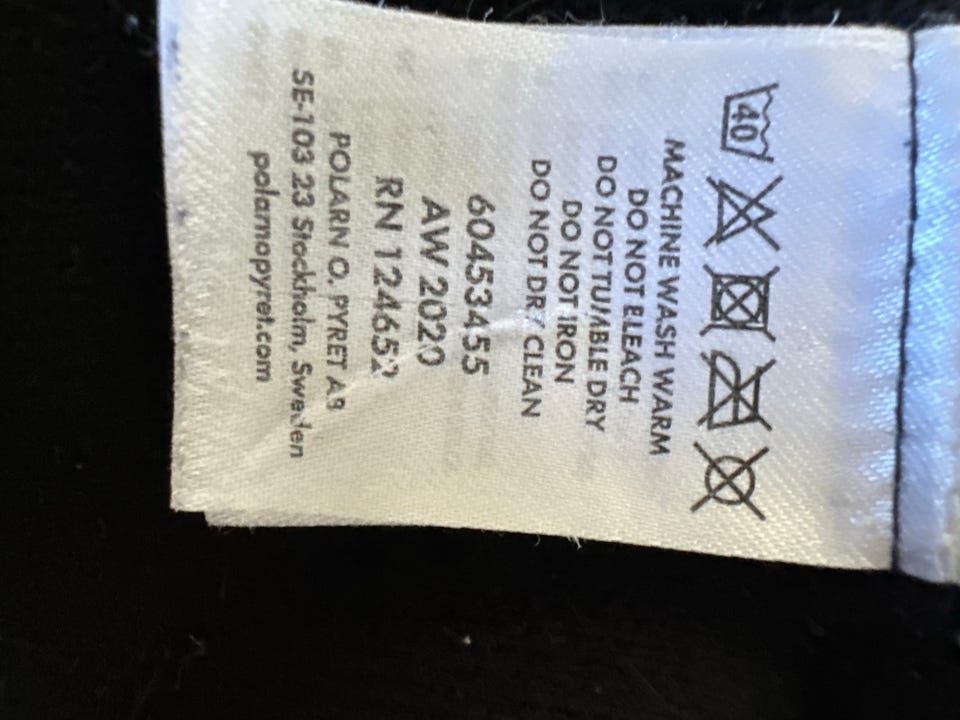 40
MACHINE WASH WARM
DO NOT BLEACH
DO NOT TUMBLE DRY
DO NOT IRON
DO NOT DRY CLEAN
60453455
AW 2020
RN 124652
POLARN O. PYRET AB
SE-103 23 Stockholm, Sweden
polarnopyret.com